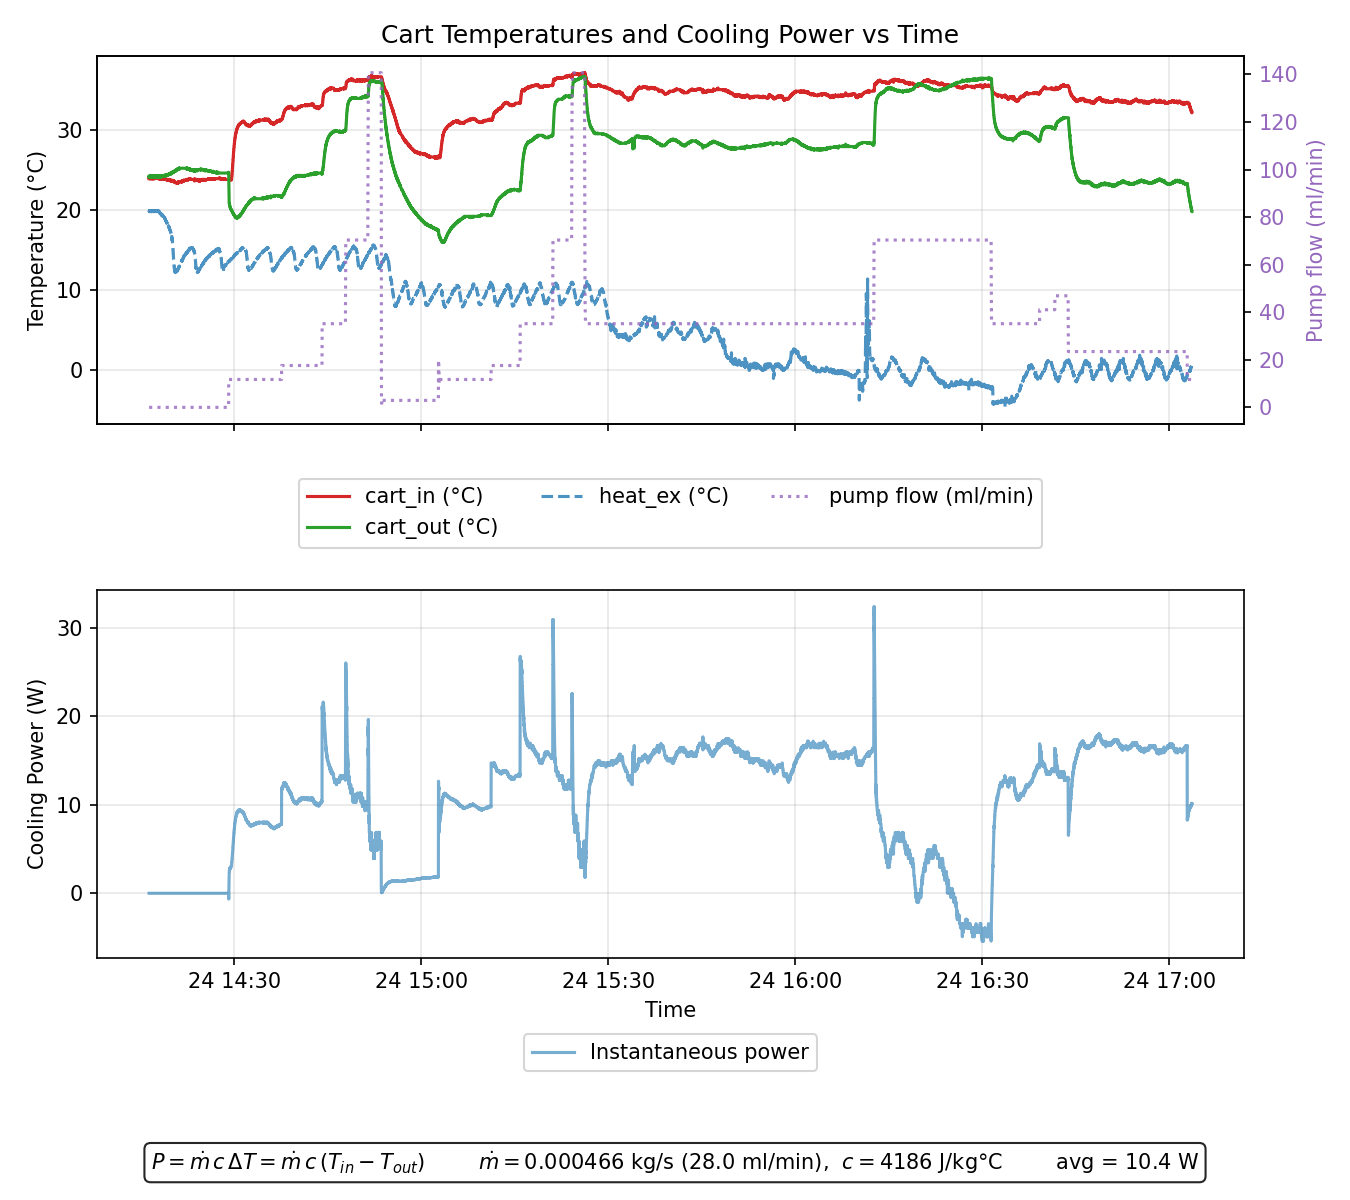 Cart Temperatures and Cooling Power vs Time
Temperature (°C)
30
20
10
0
140
120
100
80
60
40
20
0
Pump flow (ml/min)
cart_in (°C)
cart_out (°C)
heat_ex (°C)
pump flow (ml/min)
Cooling Power (W)
30
20
10
0
24 14:30 24 15:00 24 15:30 24 16:00 24 16:30 24 17:00
Time
Instantaneous power
P = ṁ c ΔT = ṁ c (T_in − T_out) ṁ = 0.000466 kg/s (28.0 ml/min), c = 4186 J/kg°C avg = 10.4 W